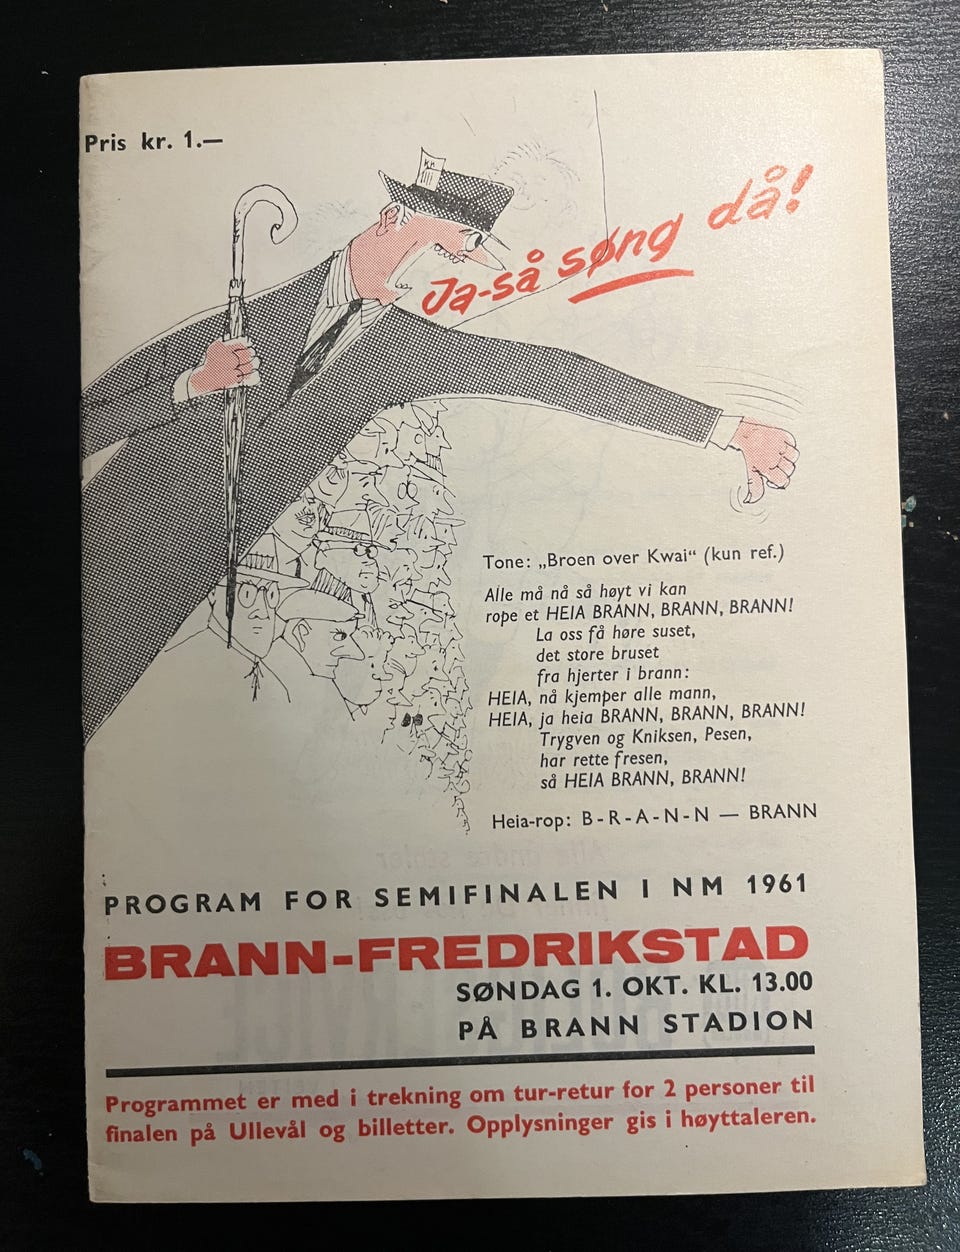 Pris kr. 1.—
Ja-så søng då!
Tone: „Broen over Kwai“ (kun ref.)
Alle må nå så høyt vi kan
rope et HEIA BRANN, BRANN, BRANN!
La oss få høre suset,
det store bruset
fra hjerter i brann:
HEIA, nå kjemper alle mann,
HEIA, ja heia BRANN, BRANN, BRANN!
Trygven og Kniksen, Pesen,
har rette fresen,
så HEIA BRANN, BRANN!
Heia-rop: B-R-A-N-N — BRANN
PROGRAM FOR SEMIFINALEN I NM 1961
BRANN-FREDRIKSTAD
SØNDAG 1. OKT. KL. 13.00
PÅ BRANN STADION
Programmet er med i trekning om tur-retur for 2 personer til
finalen på Ullevål og billetter. Opplysninger gis i høyttaleren.